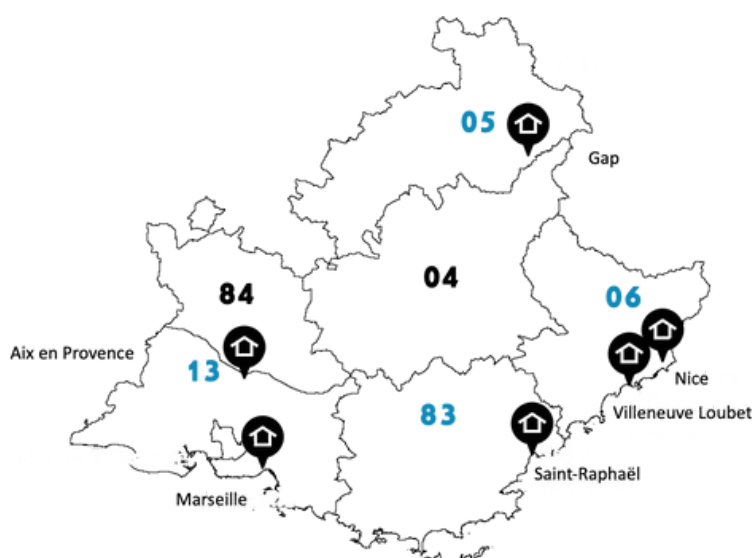 05
Gap
04
84
06
Aix en Provence
13
Nice
Villeneuve Loubet
83
Saint-Raphaël
Marseille